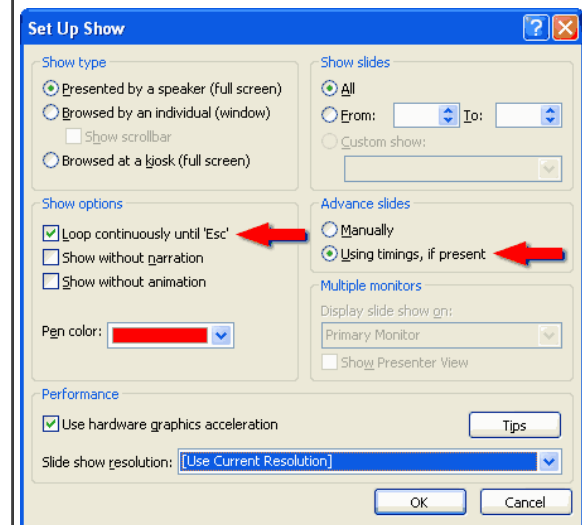 Set Up Show
Show type
Presented by a speaker (full screen)
Browsed by an individual (window)
Show scrollbar
Browsed at a kiosk (full screen)
Show slides
All
From: To:
Custom show:
Show options
Loop continuously until 'Esc'
Show without narration
Show without animation
Pen color:
Advance slides
Manually
Using timings, if present
Multiple monitors
Display slide show on:
Primary Monitor
Show Presenter View
Performance
Use hardware graphics acceleration
Tips
Slide show resolution: [Use Current Resolution]
OK Cancel